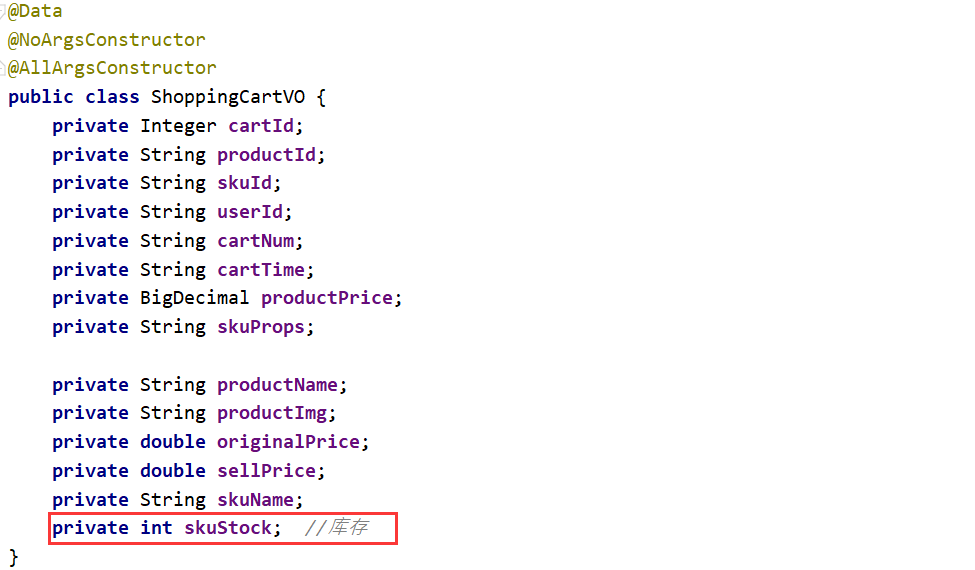 @Data
@NoArgsConstructor
@AllArgsConstructor
public class ShoppingCartVO {
    private Integer cartId;
    private String productId;
    private String skuId;
    private String userId;
    private String cartNum;
    private String cartTime;
    private BigDecimal productPrice;
    private String skuProps;

    private String productName;
    private String productImg;
    private double originalPrice;
    private double sellPrice;
    private String skuName;
    private int skuStock;  //库存
}